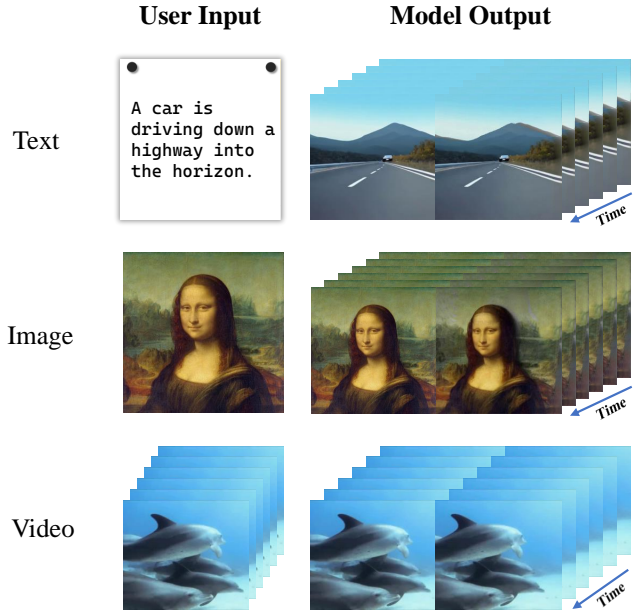 User Input
Model Output
Text
A car is
driving down a
highway into
the horizon.
Time
Image
Time
Video
Time